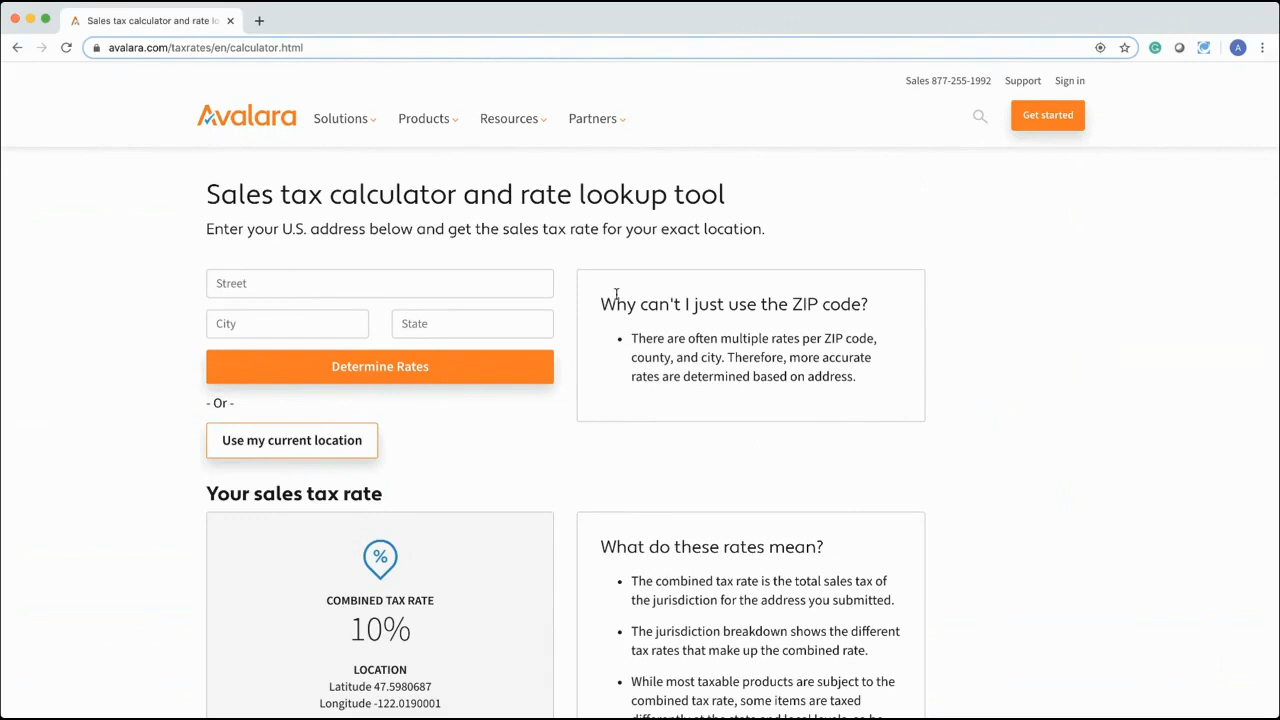 Sales tax calculator and rate lo
avalara.com/taxrates/en/calculator.html
A
Sales 877-255-1992 Support Sign in
Avalara Solutions Products Resources Partners Get started
Sales tax calculator and rate lookup tool
Enter your U.S. address below and get the sales tax rate for your exact location.
Street
City State
Determine Rates
- Or -
Use my current location
Why can't I just use the ZIP code?
• There are often multiple rates per ZIP code,
county, and city. Therefore, more accurate
rates are determined based on address.
Your sales tax rate
%
COMBINED TAX RATE
10%
LOCATION
Latitude 47.5980687
Longitude -122.0190001
What do these rates mean?
• The combined tax rate is the total sales tax of
the jurisdiction for the address you submitted.
• The jurisdiction breakdown shows the different
tax rates that make up the combined rate.
• While most taxable products are subject to the
combined tax rate, some items are taxed